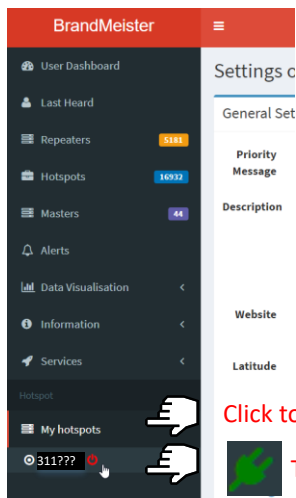 BrandMeister
User Dashboard
Settings o
Last Heard
General Set
Repeaters 5181
Priority
Message
Hotspots 16932
Masters 44
Description
Alerts
Data Visualisation
Information
Website
Services
Latitude
Hotspot
Click to
My hotspots
311???
T